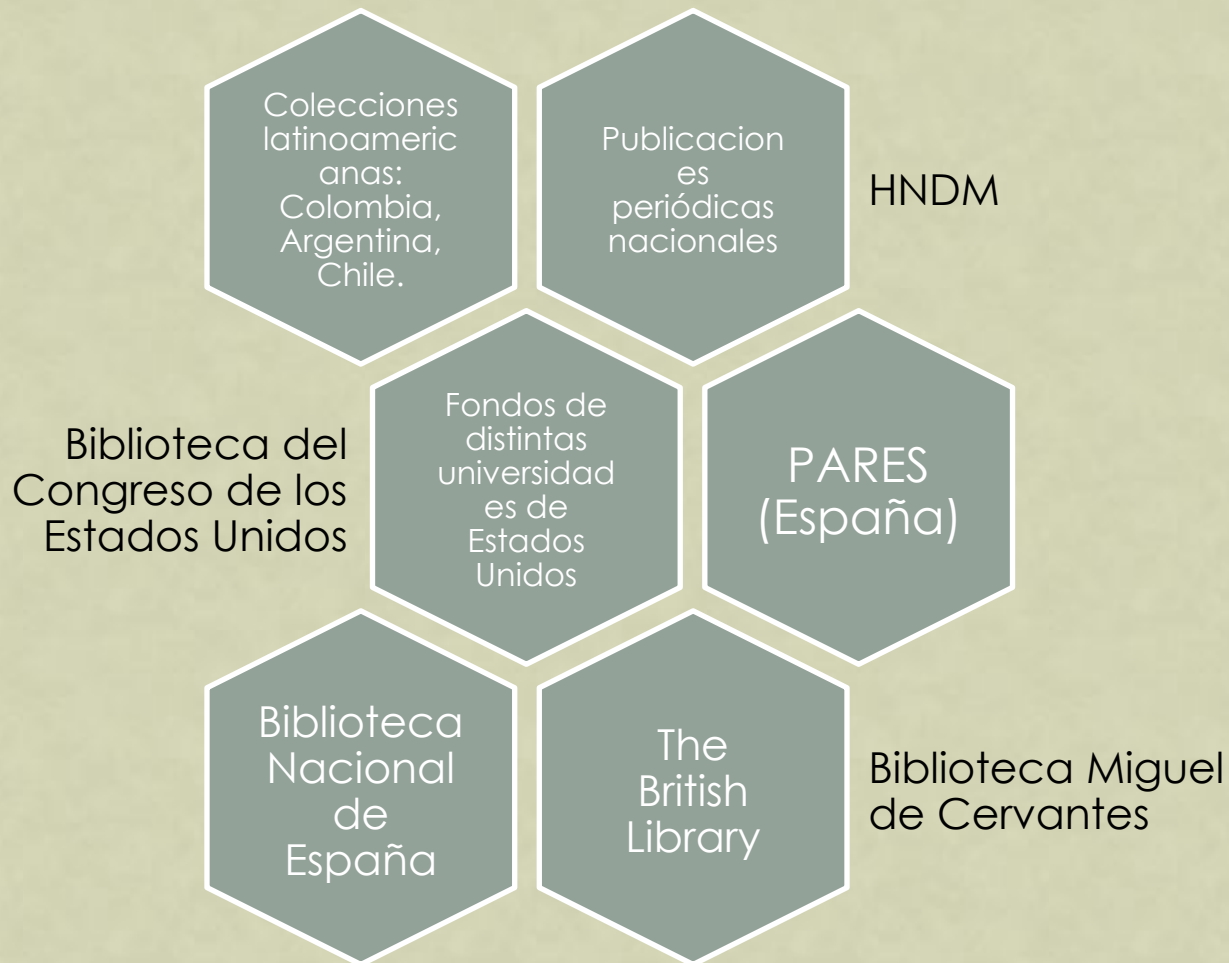 Colecciones
latinoameric
anas:
Colombia,
Argentina,
Chile.
Publicacion
es
periódicas
nacionales
HNDM
Biblioteca del
Congreso de los
Estados Unidos
Fondos de
distintas
universidad
es de
Estados
Unidos
PARES
(España)
Biblioteca
Nacional
de
España
The
British
Library
Biblioteca Miguel
de Cervantes